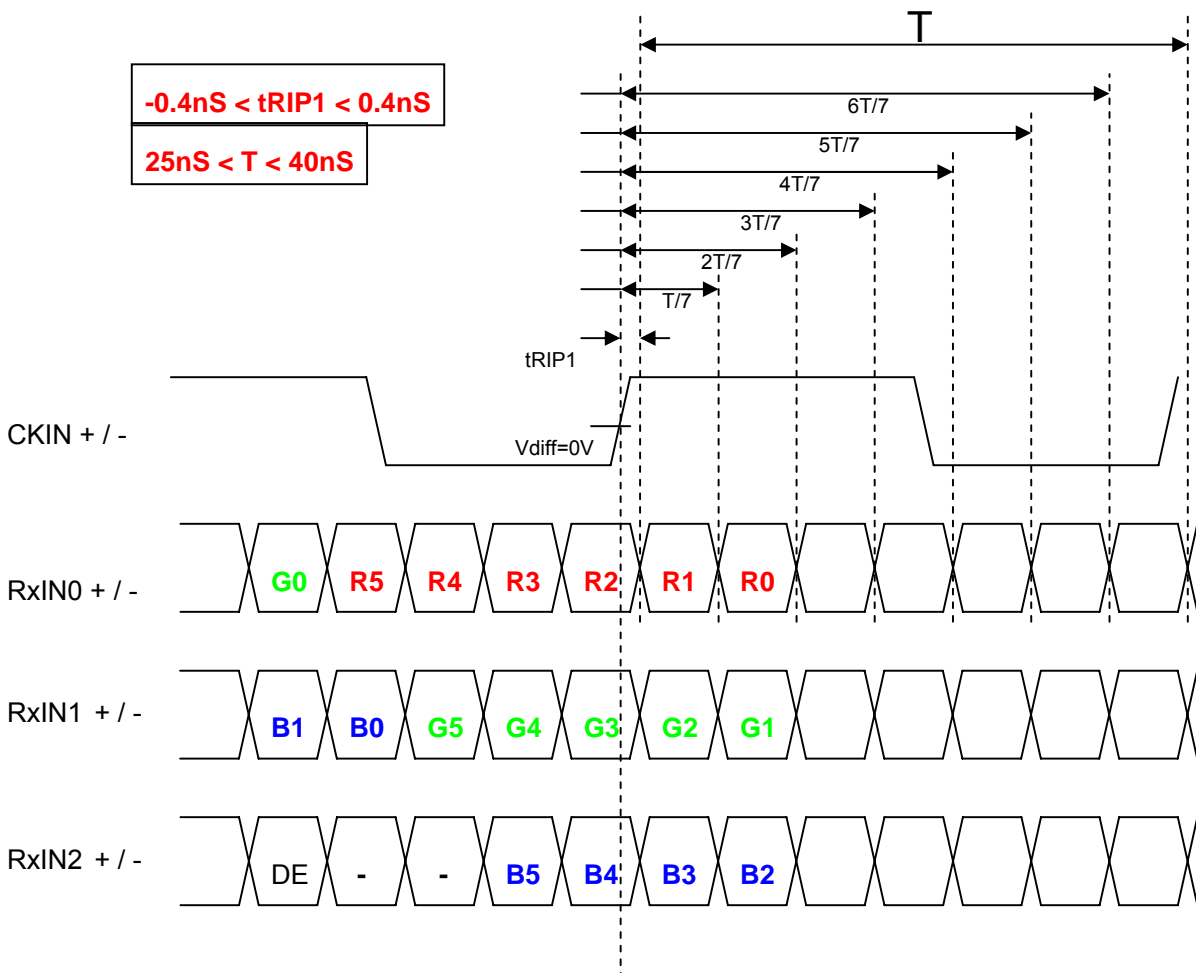 T
-0.4nS < tRIP1 < 0.4nS
25nS < T < 40nS
6T/7
5T/7
4T/7
3T/7
2T/7
T/7
tRIP1
CKIN + / -
Vdiff=0V
RxIN0 + / -
G0 R5 R4 R3 R2 R1 R0
RxIN1 + / -
B1 B0 G5 G4 G3 G2 G1
RxIN2 + / -
DE - - B5 B4 B3 B2